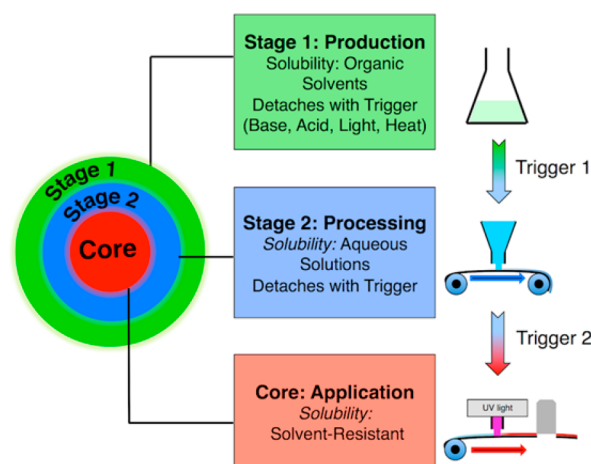 Stage 1: Production
Solubility: Organic
Solvents
Detaches with Trigger
(Base, Acid, Light, Heat)
Trigger 1
Stage 1
Stage 2
Core
Stage 2: Processing
Solubility: Aqueous
Solutions
Detaches with Trigger
Trigger 2
Core: Application
Solubility:
Solvent-Resistant
UV light